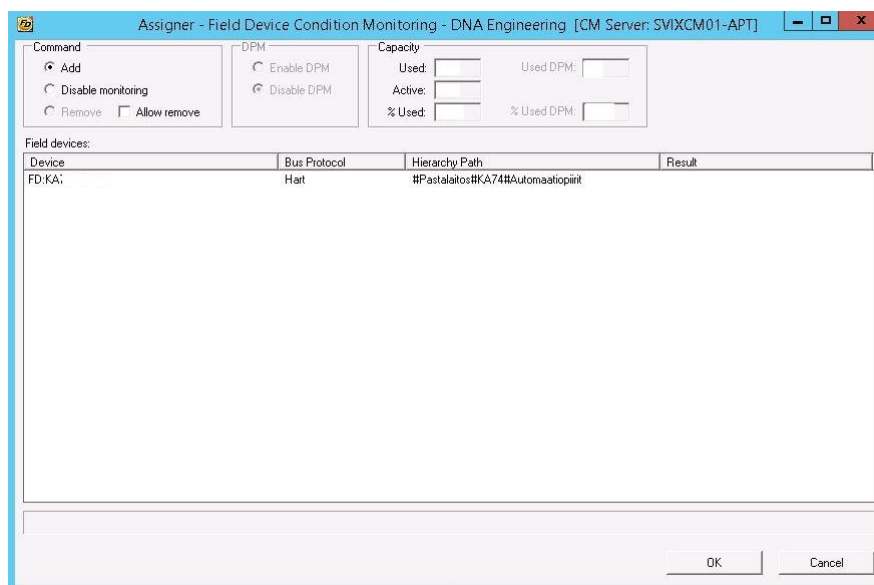 Assigner - Field Device Condition Monitoring - DNA Engineering [CM Server: SVIXCM01-APT]
Command DPM Capacity
Add Enable DPM Used: Used DPM:
Disable monitoring Disable DPM Active:
Remove Allow remove % Used: % Used DPM:
Field devices:
Device Bus Protocol Hierarchy Path Result
FD:KA Hart #Pastalaitos#KA74#Automaatiopiirit
OK Cancel